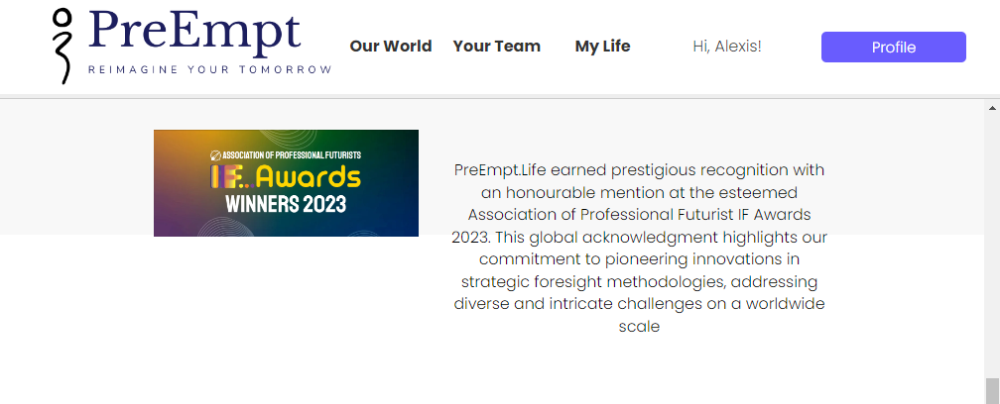 PreEmpt
REIMAGINE YOUR TOMORROW
Our World
Your Team
My Life
Hi, Alexis!
Profile
ASSOCIATION OF PROFESSIONAL FUTURISTS
IF... Awards
WINNERS 2023
PreEmpt.Life earned prestigious recognition with
an honourable mention at the esteemed
Association of Professional Futurist IF Awards
2023. This global acknowledgment highlights our
commitment to pioneering innovations in
strategic foresight methodologies, addressing
diverse and intricate challenges on a worldwide
scale